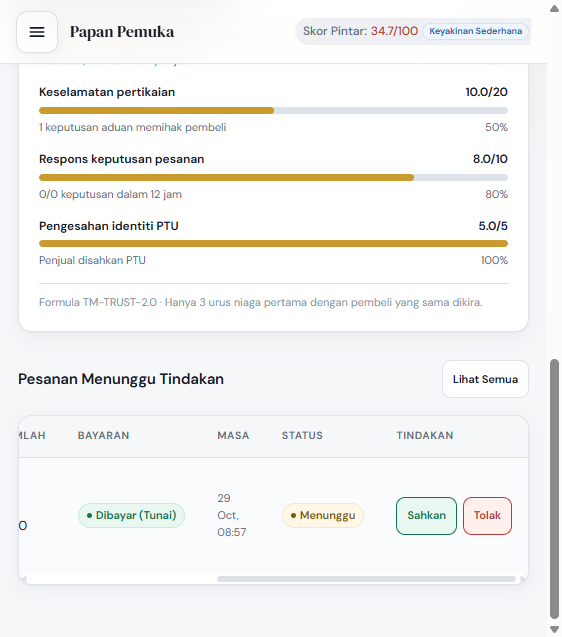 Papan Pemuka
Skor Pintar: 34.7/100 Keyakinan Sederhana
Keselamatan pertikaian 10.0/20
1 keputusan aduan memihak pembeli 50%
Respons keputusan pesanan 8.0/10
0/0 keputusan dalam 12 jam 80%
Pengesahan identiti PTU 5.0/5
Penjual disahkan PTU 100%
Formula TM-TRUST-2.0 · Hanya 3 urus niaga pertama dengan pembeli yang sama dikira.
Pesanan Menunggu Tindakan
Lihat Semua
MLAH BAYARAN MASA STATUS TINDAKAN
0 Dibayar (Tunai) 29 Oct, 08:57 Menunggu Sahkan Tolak